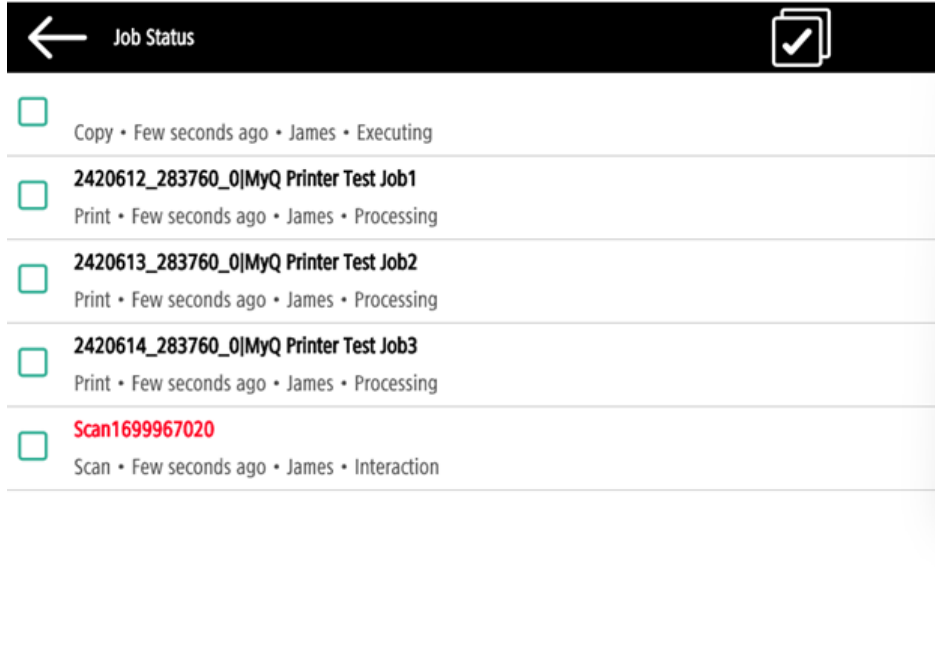 Job Status
Copy • Few seconds ago • James • Executing
2420612_283760_0|MyQ Printer Test Job1
Print • Few seconds ago • James • Processing
2420613_283760_0|MyQ Printer Test Job2
Print • Few seconds ago • James • Processing
2420614_283760_0|MyQ Printer Test Job3
Print • Few seconds ago • James • Processing
Scan1699967020
Scan • Few seconds ago • James • Interaction